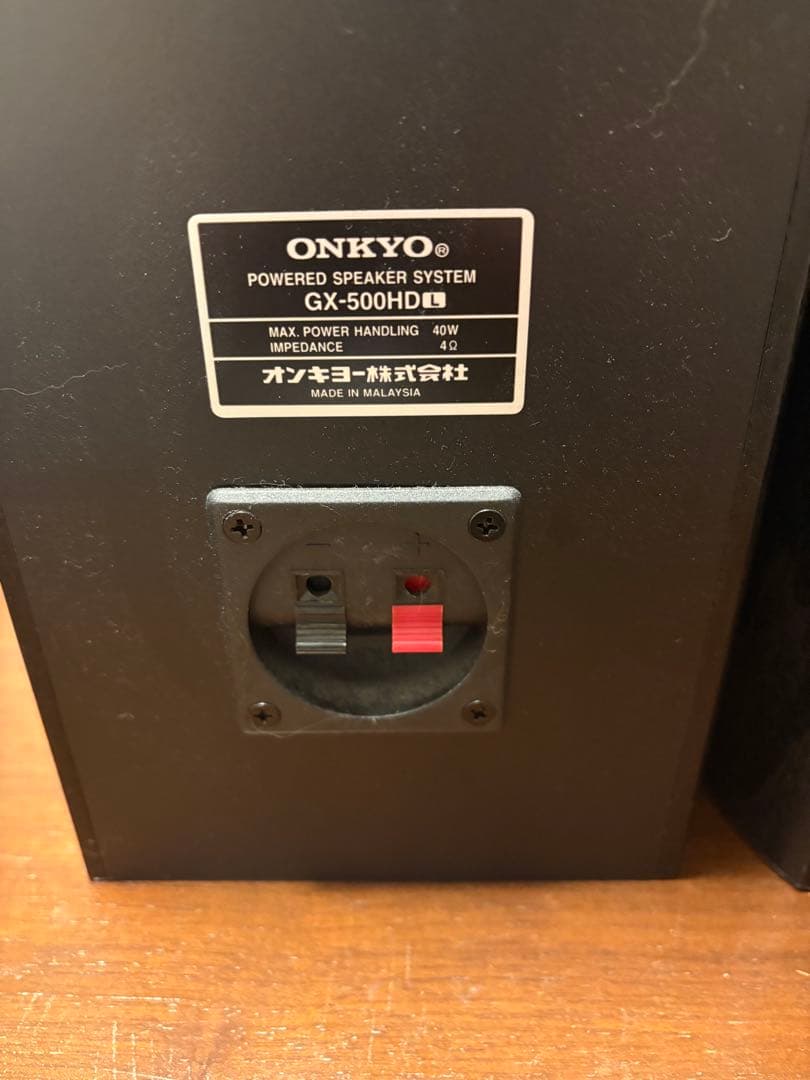 ONKYO®
POWERED SPEAKER SYSTEM
GX-500HD L
MAX. POWER HANDLING 40W
IMPEDANCE 4Ω
オンキヨー株式会社
MADE IN MALAYSIA
− +